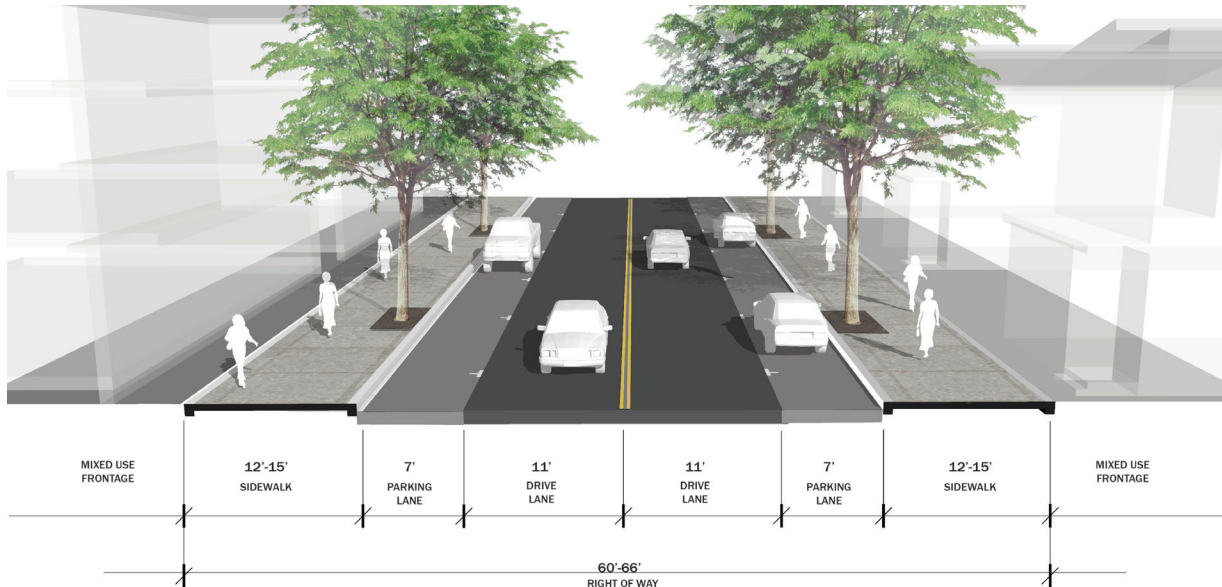 MIXED USE
FRONTAGE
12'-15'
SIDEWALK
7'
PARKING
LANE
11'
DRIVE
LANE
11'
DRIVE
LANE
7'
PARKING
LANE
12'-15'
SIDEWALK
MIXED USE
FRONTAGE
60'-66'
RIGHT OF WAY